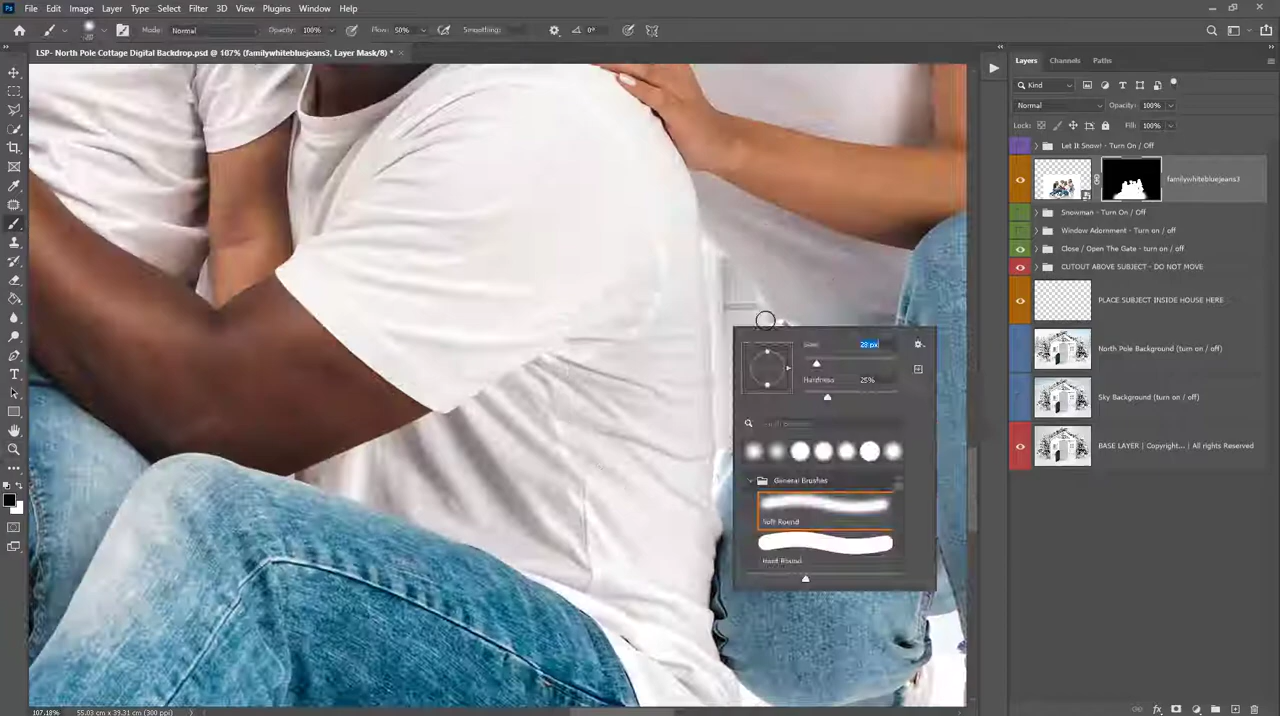 File Edit Image Layer Type Select Filter 3D View Plugins Window Help
Mode: Normal Opacity: 100% Flow: 50% Smoothing: 0°
LSP- North Pole Cottage Digital Backdrop.psd @ 107% (familywhitebluejeans3, Layer Mask/8) *
Layers Channels Paths
Kind
Normal Opacity: 100%
Lock: Fill: 100%
Let It Snow! - Turn On / Off
familywhitebluejeans3
Snowman - Turn On / Off
Window Adornment - Turn on / off
Close / Open The Gate - turn on / off
CUTOUT ABOVE SUBJECT - DO NOT MOVE
PLACE SUBJECT INSIDE HOUSE HERE
North Pole Background (turn on / off)
Sky Background (turn on / off)
BASE LAYER | Copyright... | All rights Reserved
Size: 28 px
Hardness 25%
General Brushes
Soft Round
Hard Round
107.18% 55.03 cm x 39.31 cm (300 ppi)